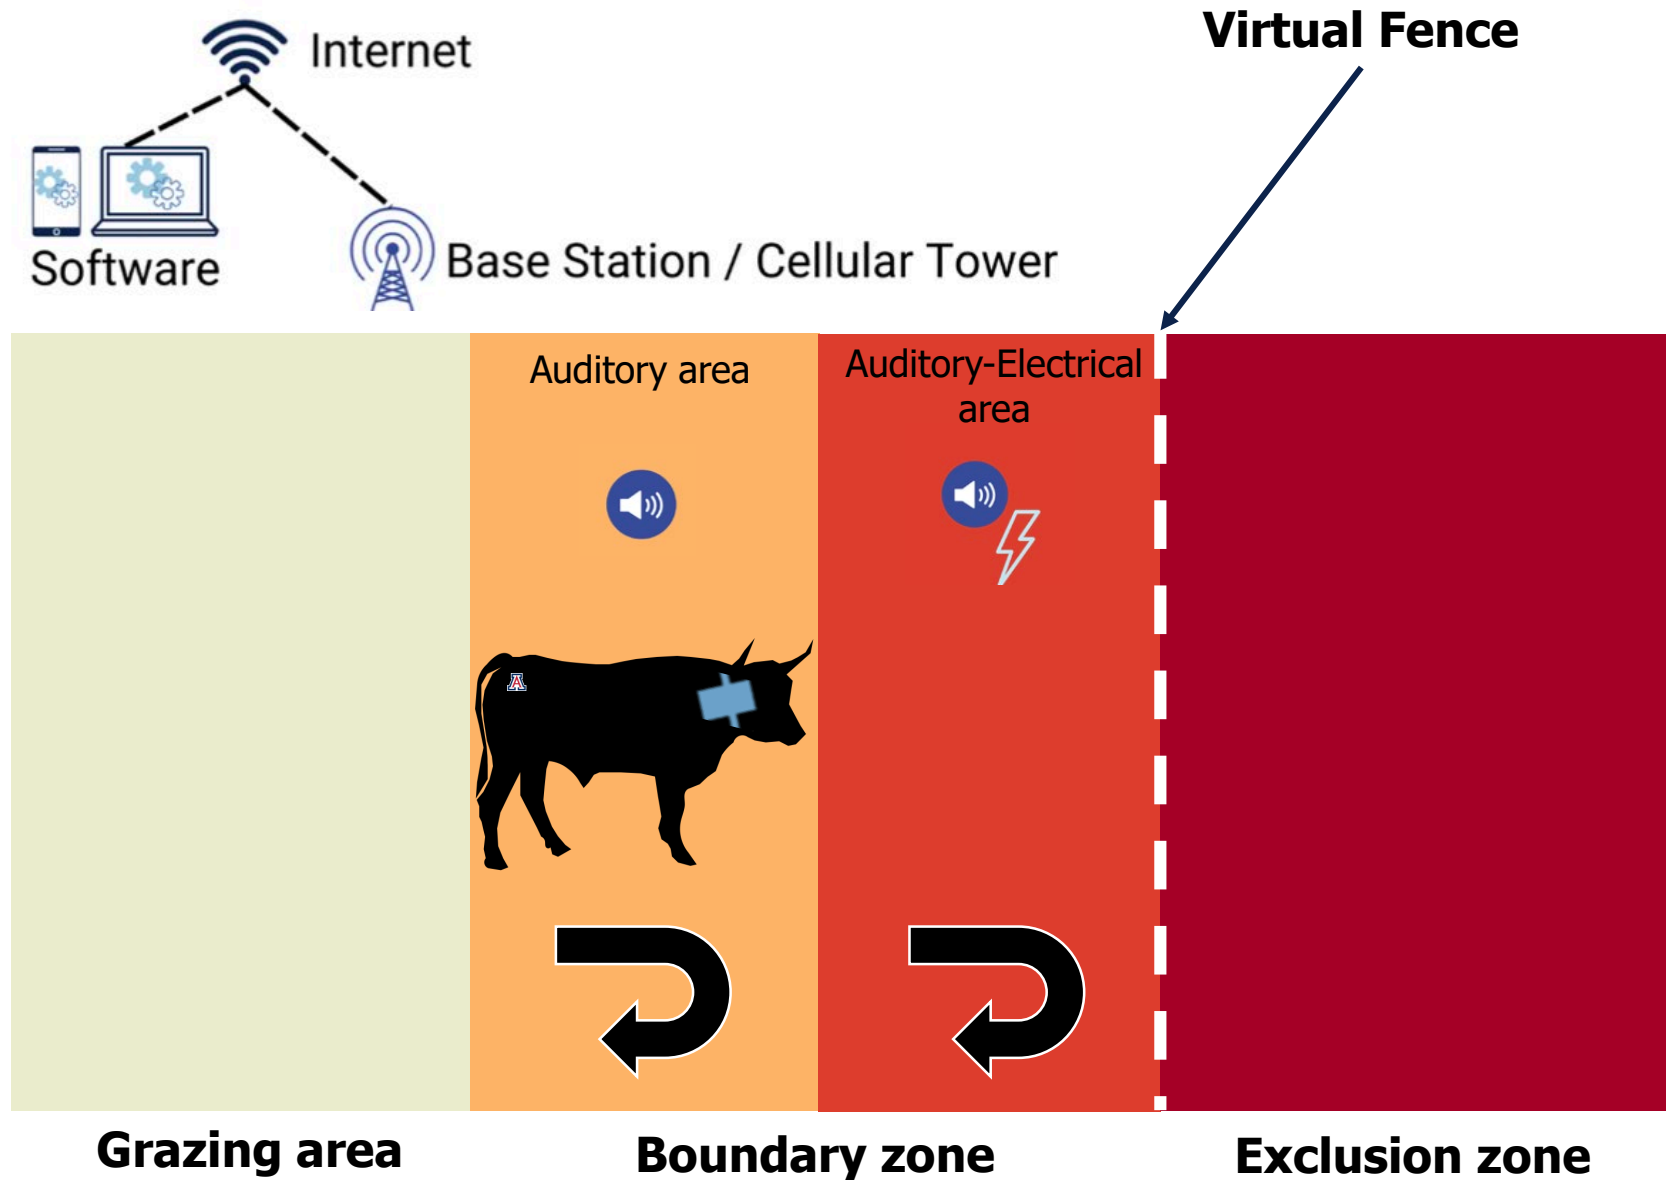 Internet
Virtual Fence
Software
Base Station / Cellular Tower
Auditory area
Auditory-Electrical
area
A
Grazing area
Boundary zone
Exclusion zone